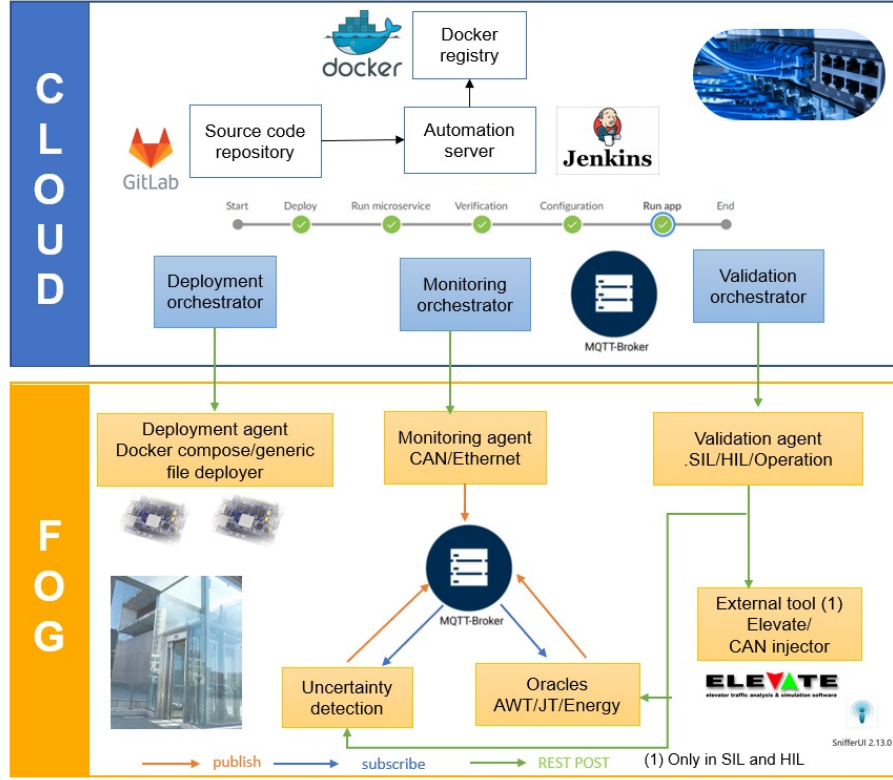 CLOUD
docker
Docker
registry
GitLab
Source code
repository
Automation
server
Jenkins
Start
Deploy
Run microservice
Verification
Configuration
Run app
End
Deployment
orchestrator
Monitoring
orchestrator
MQTT-Broker
Validation
orchestrator
FOG
Deployment agent
Docker compose/generic
file deployer
Monitoring agent
CAN/Ethernet
Validation agent
.SIL/HIL/Operation
MQTT-Broker
External tool (1)
Elevate/
CAN injector
Uncertainty
detection
Oracles
AWT/JT/Energy
ELEVATE
elevator traffic analysis & simulation software
SnifferUI 2.13.0
publish
subscribe
REST POST
(1) Only in SIL and HIL